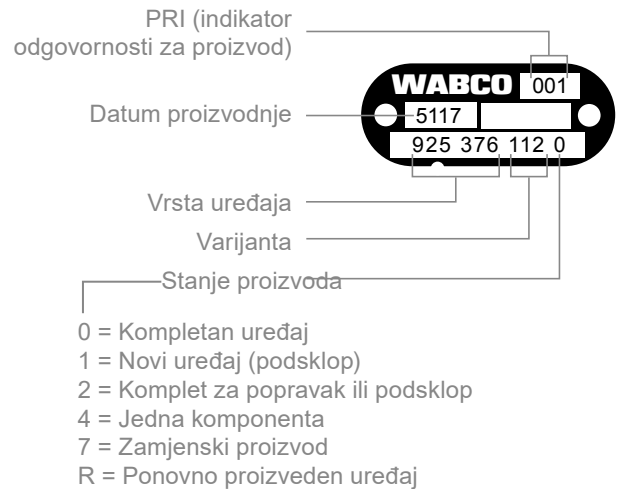 PRI (indikator
odgovornosti za proizvod)
WABCO 001
Datum proizvodnje
5117
925 376 112 0
Vrsta uređaja
Varijanta
Stanje proizvoda
0 = Kompletan uređaj
1 = Novi uređaj (podsklop)
2 = Komplet za popravak ili podsklop
4 = Jedna komponenta
7 = Zamjenski proizvod
R = Ponovno proizveden uređaj